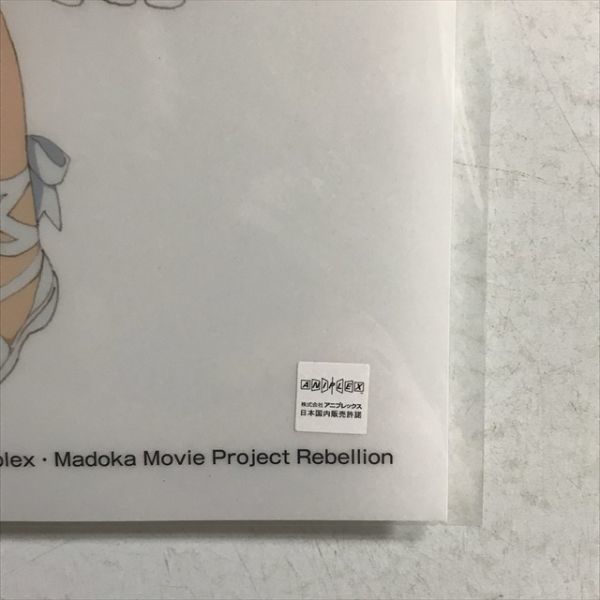 ANIPLEX
株式会社アニプレックス
日本国内販売許諾
plex・Madoka Movie Project Rebellion